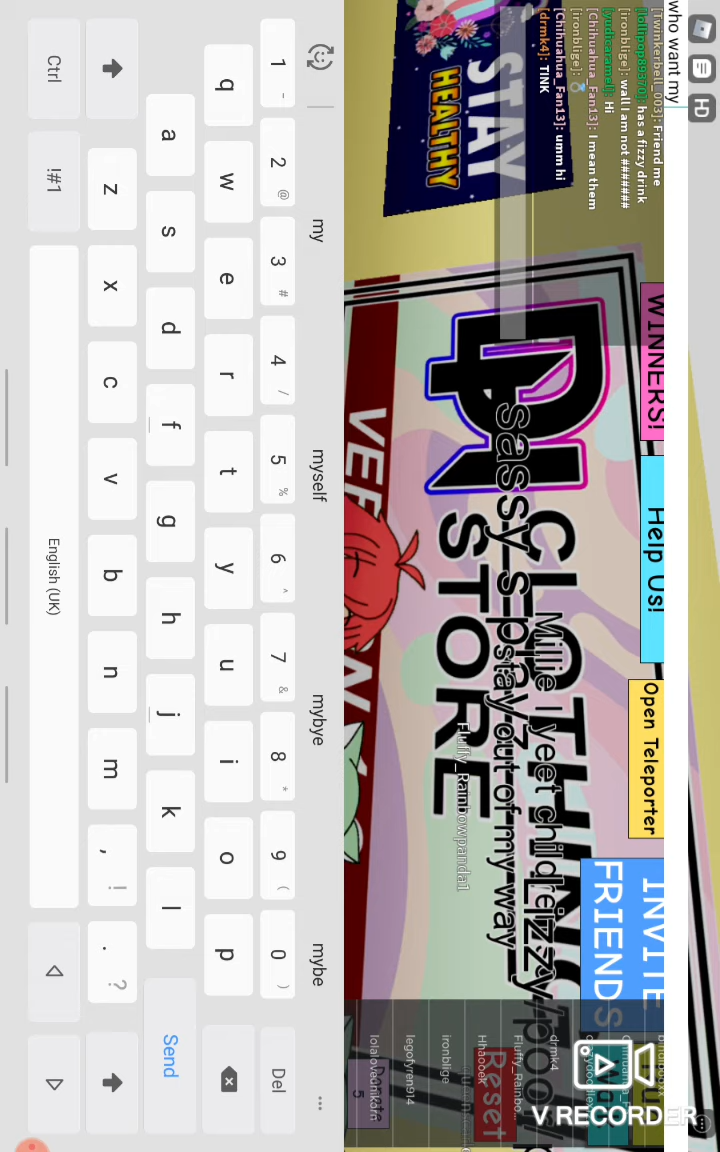 who want my
[Twinkerbell_003]: Friend me
has a fizzy drink
[ironblige]: wall I am not #######
Hi
[Chihuahua_Fan13]: I mean them
[ironblige]:
[Chihuahua_Fan13]: umm hi
[drmk4]: TINK
STAY
HEALTHY
WINNERS!
Help Us!
Open Teleporter
INVITE
FRIENDS
CLOTHING
STORE
Millie I yeet children
stay out of my way
Fluffy_Rainbowpanda1
drmk4
Fluffy_Rainbo...
Hhaooek
Reset
ironblige
legofyren914
Donate
5
V RECORDER
my
myself
mybye
mybe
...
1 - 2 @ 3 # 4 / 5 % 6 ^ 7 & 8 * 9 ( 0 ) Del
q w e r t y u i o p
a s d f g h j k l Send
z x c v b n m , ! . ?
Ctrl !#1 English (UK)